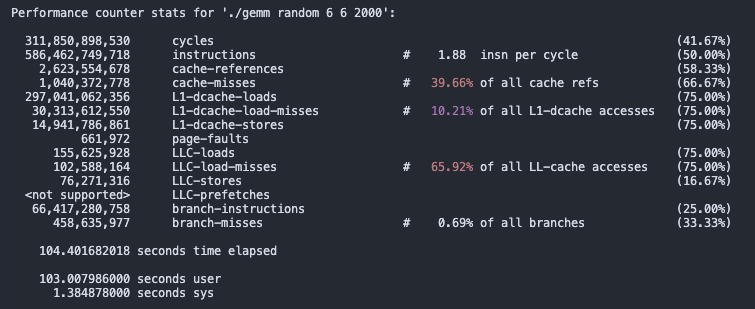 Performance counter stats for './gemm random 6 6 2000':
311,850,898,530 cycles (41.67%)
586,462,749,718 instructions # 1.88 insn per cycle (50.00%)
2,623,554,678 cache-references (58.33%)
1,040,372,778 cache-misses # 39.66% of all cache refs (66.67%)
297,041,062,356 L1-dcache-loads (75.00%)
30,313,612,550 L1-dcache-load-misses # 10.21% of all L1-dcache accesses (75.00%)
14,941,786,861 L1-dcache-stores (75.00%)
661,972 page-faults
155,625,928 LLC-loads (75.00%)
102,588,164 LLC-load-misses # 65.92% of all LL-cache accesses (75.00%)
76,271,316 LLC-stores (16.67%)
<not supported> LLC-prefetches
66,417,280,758 branch-instructions (25.00%)
458,635,977 branch-misses # 0.69% of all branches (33.33%)
104.401682018 seconds time elapsed
103.007986000 seconds user
1.384878000 seconds sys